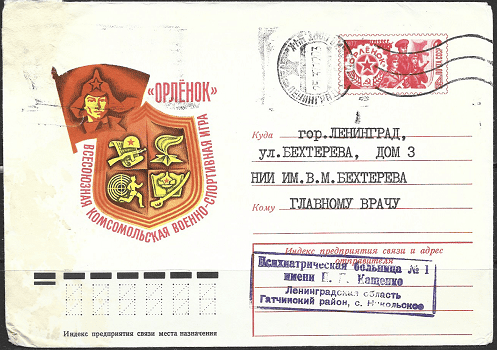 «ОРЛЁНОК»
ВСЕСОЮЗНАЯ КОМСОМОЛЬСКАЯ ВОЕННО-СПОРТИВНАЯ ИГРА
ОРЛЁНОК
Куда гор.ЛЕНИНГРАД,
ул.БЕХТЕРЕВА, ДОМ 3
НИИ ИМ.В.М.БЕХТЕРЕВА
Кому ГЛАВНОМУ ВРАЧУ
Индекс предприятия связи и адрес
отправителя
Психиатрическая больница № 1
имени П. П. Кащенко
Ленинградская область
Гатчинский район, с. Никольское
Индекс предприятия связи места назначения